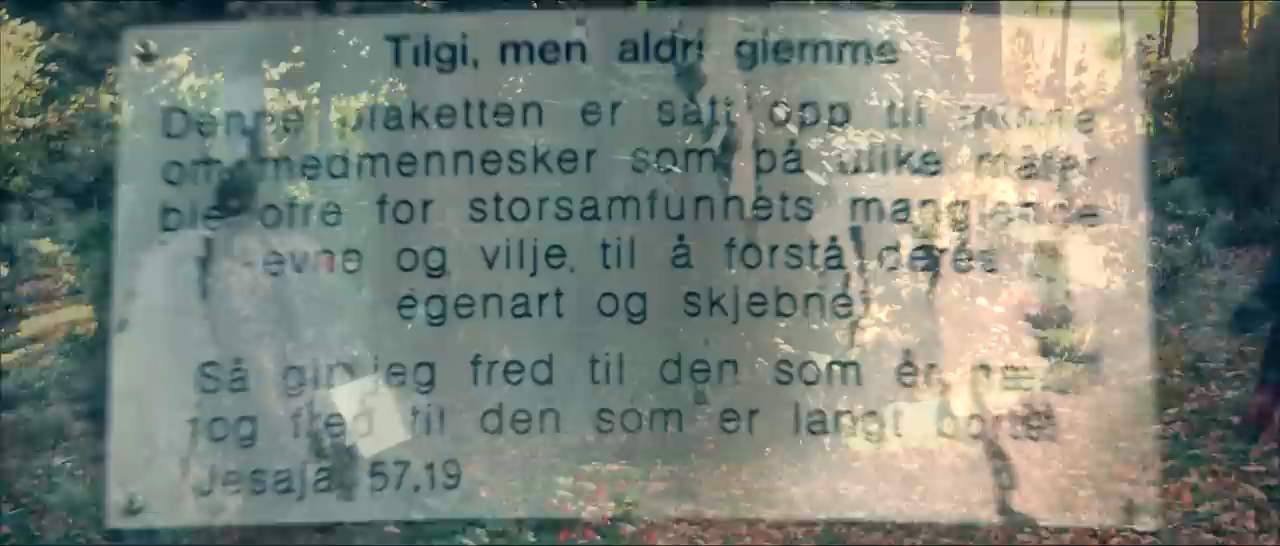 Tilgi, men aldri glemme
Denne plaketten er satt opp til minne
om medmennesker som på ulike måter
ble ofre for storsamfunnets manglende
evne og vilje, til å forstå deres
egenart og skjebne.
Så gir jeg fred til den som er nær
og fred til den som er langt borte!
Jesaja 57,19